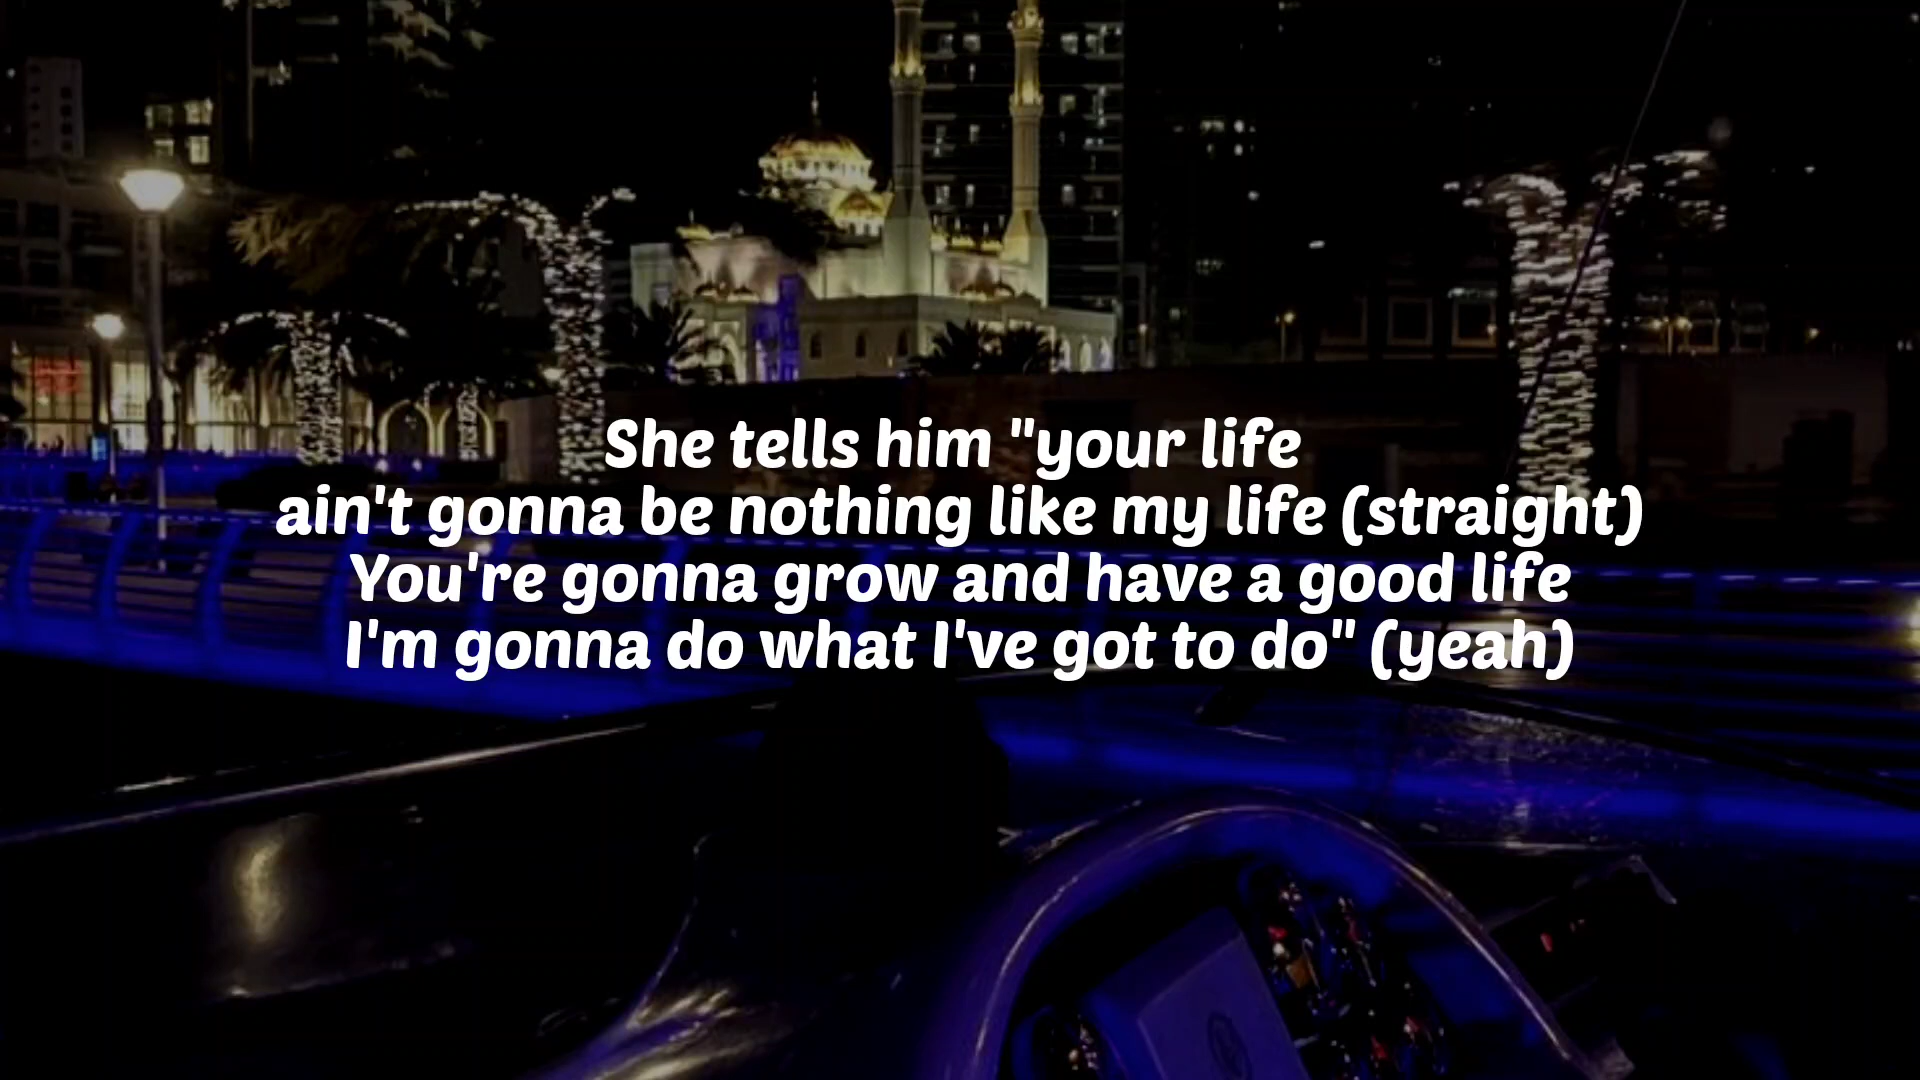 She tells him "your life
ain't gonna be nothing like my life (straight)
You're gonna grow and have a good life
I'm gonna do what I've got to do" (yeah)